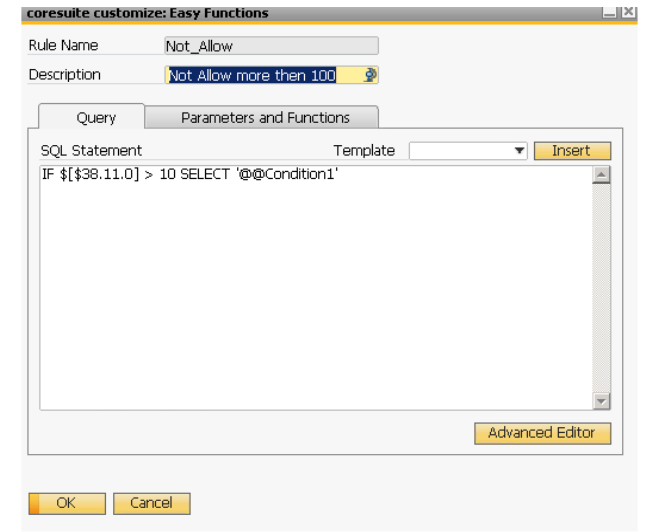 coresuite customize: Easy Functions
Rule Name Not_Allow
Description Not Allow more then 100
Query Parameters and Functions
SQL Statement Template Insert
IF $[$38.11.0] > 10 SELECT '@@Condition1'
Advanced Editor
OK Cancel